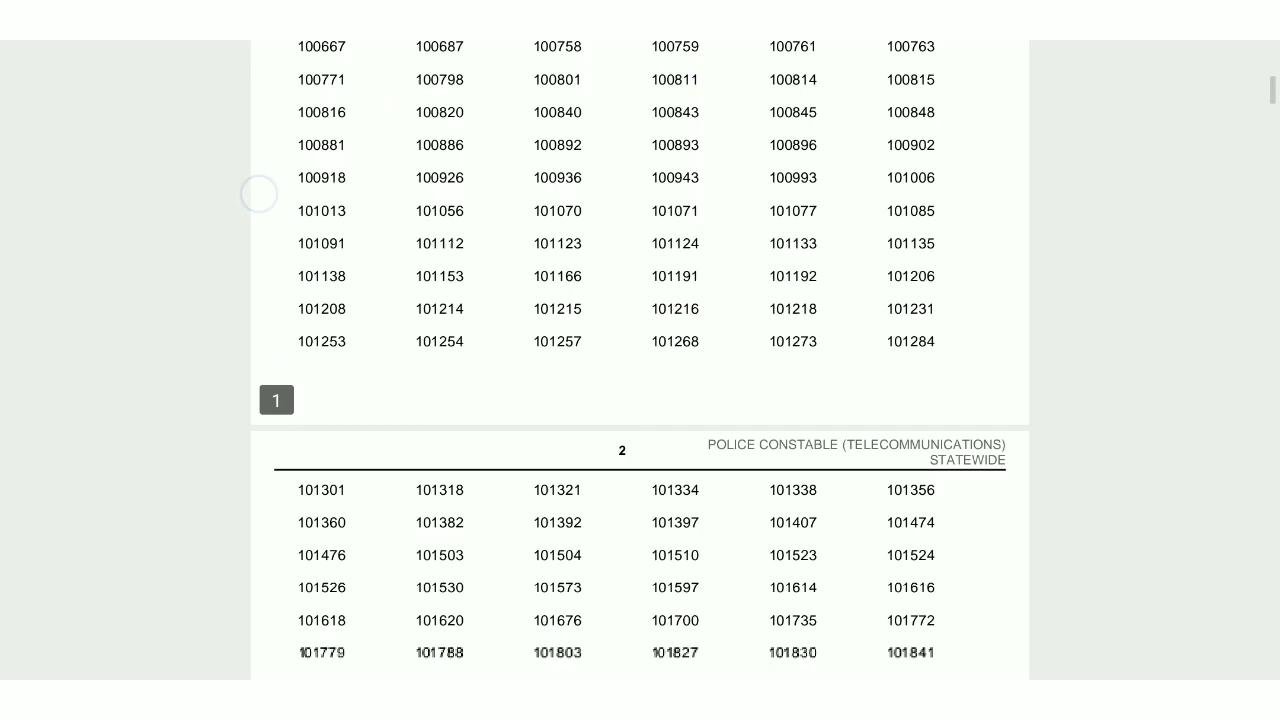 100667 100687 100758 100759 100761 100763
100771 100798 100801 100811 100814 100815
100816 100820 100840 100843 100845 100848
100881 100886 100892 100893 100896 100902
100918 100926 100936 100943 100993 101006
101013 101056 101070 101071 101077 101085
101091 101112 101123 101124 101133 101135
101138 101153 101166 101191 101192 101206
101208 101214 101215 101216 101218 101231
101253 101254 101257 101268 101273 101284
1
2 POLICE CONSTABLE (TELECOMMUNICATIONS)
STATEWIDE
101301 101318 101321 101334 101338 101356
101360 101382 101392 101397 101407 101474
101476 101503 101504 101510 101523 101524
101526 101530 101573 101597 101614 101616
101618 101620 101676 101700 101735 101772
101779 101788 101803 101827 101830 101841